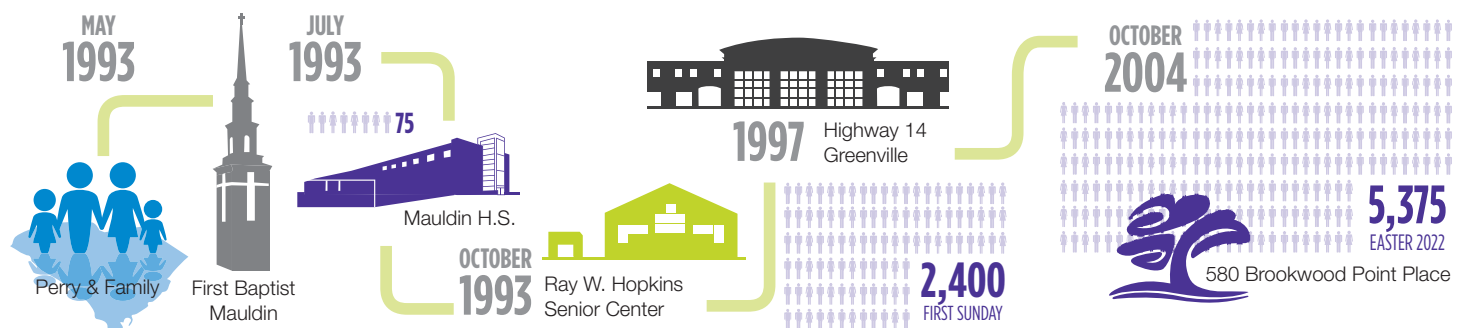 MAY
1993
Perry & Family
First Baptist
Mauldin
JULY
1993
75
Mauldin H.S.
OCTOBER
1993
Ray W. Hopkins
Senior Center
1997
Highway 14
Greenville
2,400
FIRST SUNDAY
OCTOBER
2004
5,375
EASTER 2022
580 Brookwood Point Place